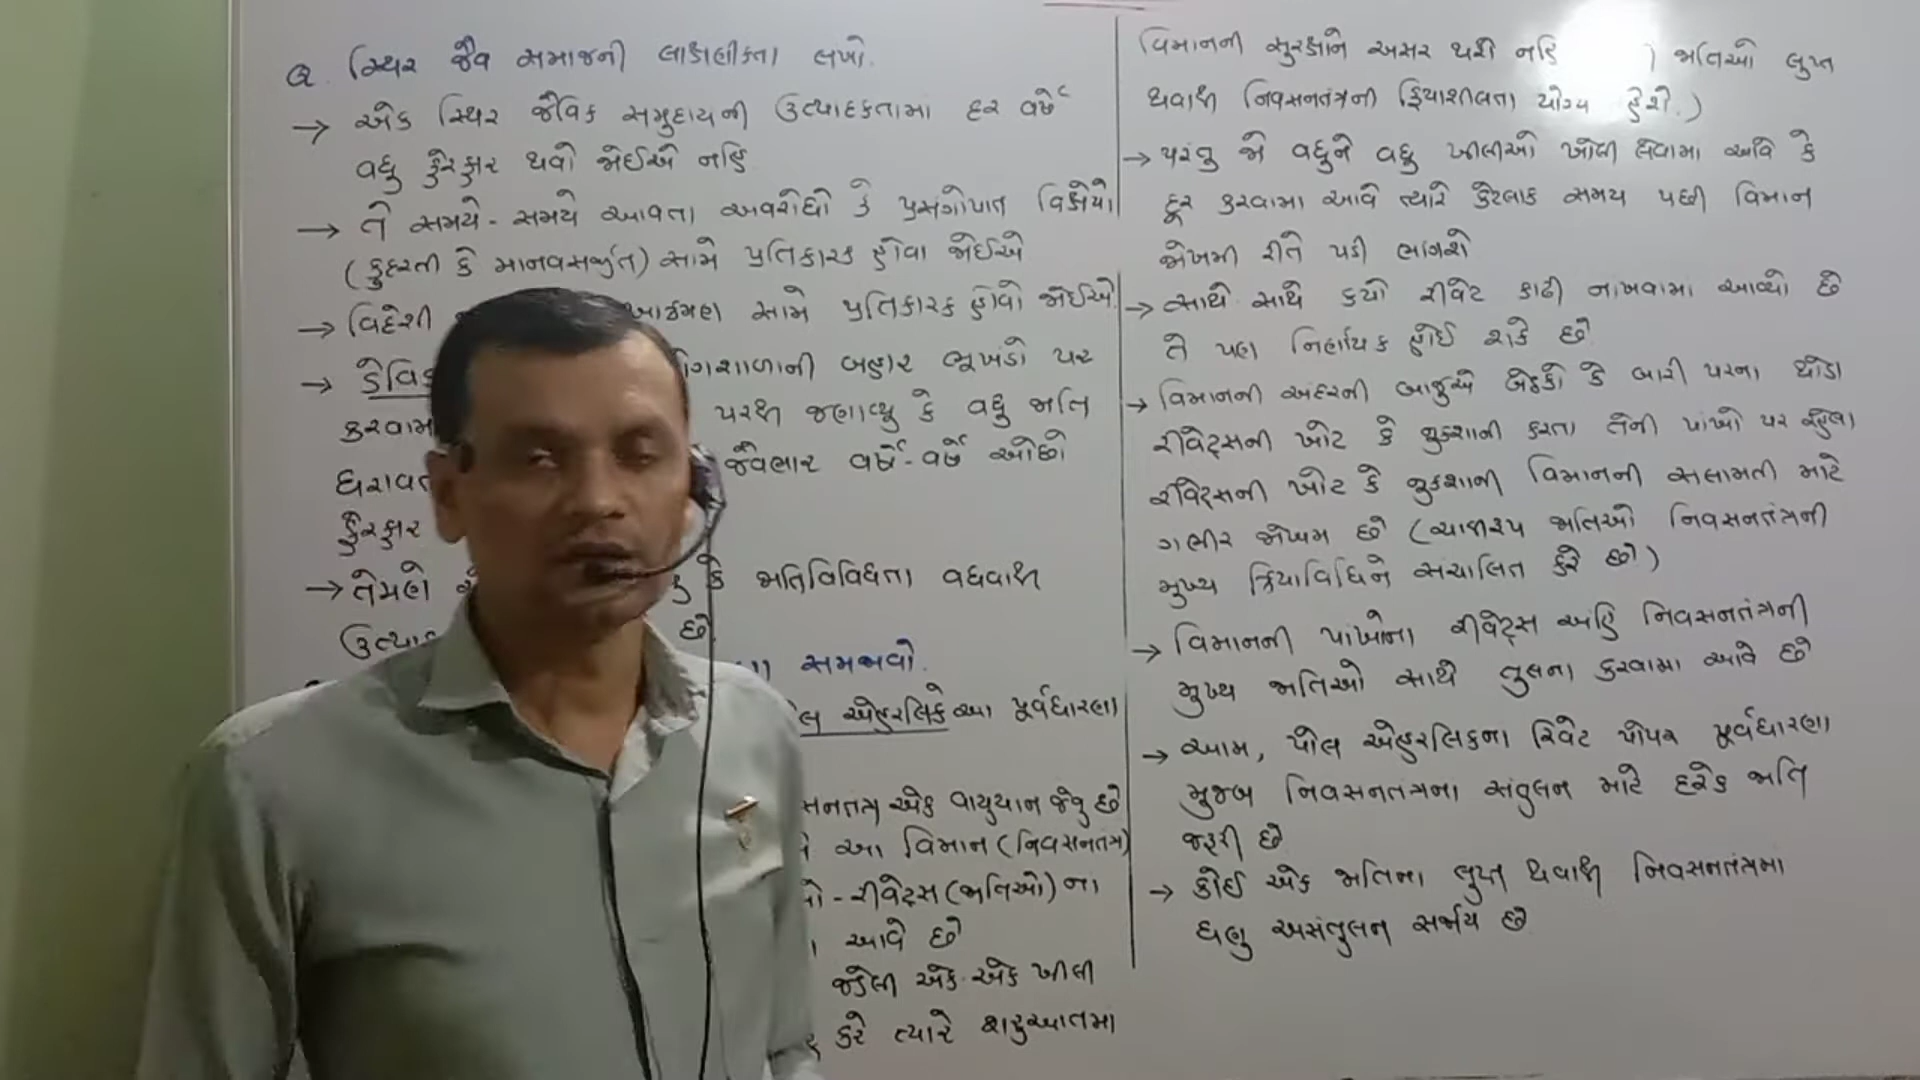 Q. સ્થિર જૈવ સમાજની લાક્ષણીકતા લખો.
→ એક સ્થિર જૈવિક સમુદાયની ઉત્પાદકતામા દર વર્ષે
વધુ ફેરફાર થવો જોઈએ નહિ
→ તે સમયે-સમયે આવતા અવરોધો કે પ્રસંગોપાત વિક્ષેપો
(કુદરતી કે માનવસર્જીત) સામે પ્રતિકારક હોવા જોઈએ
→ વિદેશી આક્રમણ સામે પ્રતિકારક હોવો જોઈએ.
→ ડેવિડ ગશાળાની બહાર ભૂખંડો પર
કરવામ પરથી જણાવ્યુ કે વધુ જાતિ
ધરાવત જૈવભાર વર્ષે-વર્ષે ઓછો
ફેરફાર
→ તેમણે કે જાતિવિવિધતા વધવાથી
ઉત્પાદ છે.
સમજાવો.
લ એહરલિકે આ પૂર્વધારણા
સનતંત્ર એક વાયુયાન જેવુ છે
આ વિમાન (નિવસનતંત્ર)
ઓ - રીવેટ્સ (જાતિઓ) ના
આવે છે
જડેલી એક-એક ખીલી
કરે ત્યારે શરુઆતમા
વિમાનની સુરક્ષાને અસર થશે નહિ ) જાતિઓ લુપ્ત
થવાથી નિવસનતંત્રની ક્રિયાશીલતા યોગ્ય હશે.)
→ પરંતુ જો વધુને વધુ ખીલીઓ ખોલી લેવામા આવે કે
દૂર કરવામા આવે ત્યારે કેટલાક સમય પછી વિમાન
જોખમી રીતે પડી ભાંગશે
→ સાથે-સાથે કયો રીવેટ કાઢી નાંખવામા આવ્યો છે
તે પણ નિર્ણાયક હોઈ શકે છે
→ વિમાનની અંદરની બાજુએ બેઠકો કે બારી પરના થોડા
રીવેટ્સની ખોટ કે નુકશાની કરતા તેની પાંખો પર રહેલા
રીવેટ્સની ખોટ કે નુકશાની વિમાનની સલામતી માટે
ગંભીર જોખમ છે (ચાવીરૂપ જાતિઓ નિવસનતંત્રની
મુખ્ય ક્રિયાવિધિને સંચાલિત કરે છે)
→ વિમાનની પાંખોના રીવેટ્સ અહિ નિવસનતંત્રની
મુખ્ય જાતિઓ સાથે તુલના કરવામા આવે છે
→ આમ, પોલ એહરલિકના રિવેટ પોપર પૂર્વધારણા
મુજબ નિવસનતંત્રના સંતુલન માટે દરેક જાતિ
જરૂરી છે
→ કોઈ એક જાતિના લુપ્ત થવાથી નિવસનતંત્રમા
ઘણુ અસંતુલન સર્જાય છે